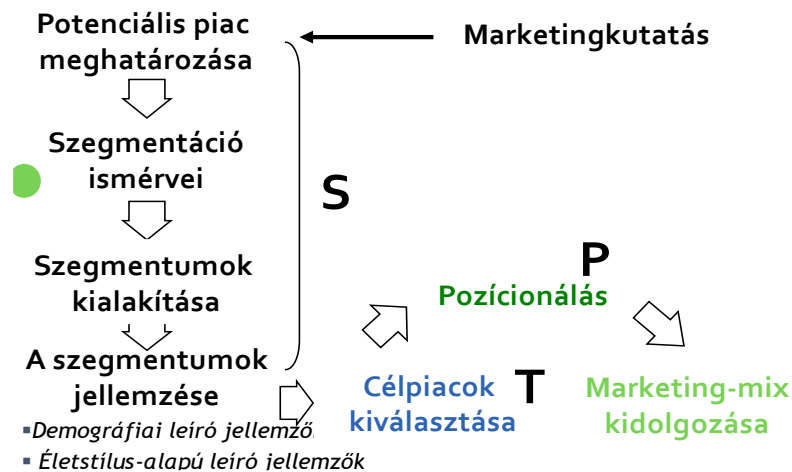 Potenciális piac
meghatározása
Marketingkutatás
Szegmentáció
ismérvei
S
Szegmentumok
kialakítása
P
Pozícionálás
A szegmentumok
jellemzése
Célpiacok
kiválasztása
T
Marketing-mix
kidolgozása
▪Demográfiai leíró
▪ Életstílus-alapú leíró jellemzők